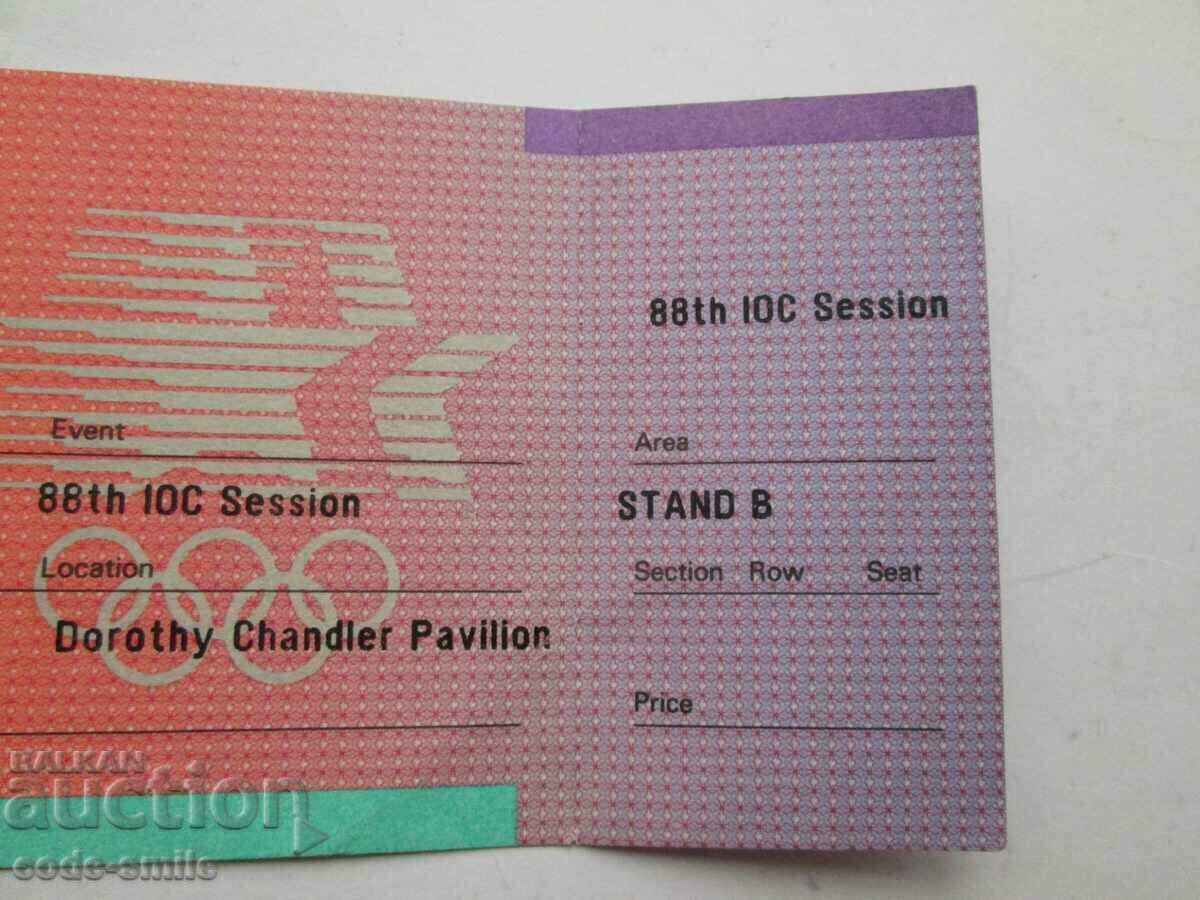 88th IOC Session
Event
Area
88th IOC Session
STAND B
Location
Section Row Seat
Dorothy Chandler Pavilion
Price
BALKAN
auction
code-smile